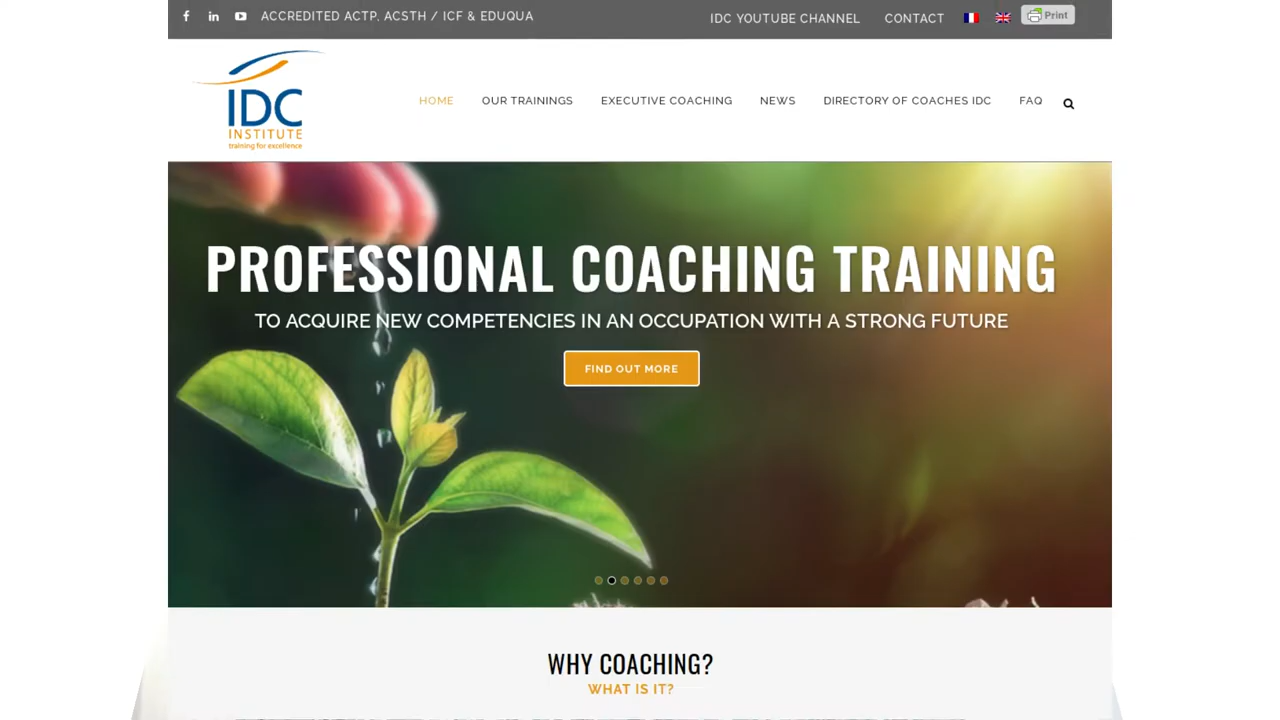 ACCREDITED ACTP, ACSTH / ICF & EDUQUA
IDC YOUTUBE CHANNEL
CONTACT
Print
IDC
INSTITUTE
training for excellence
HOME
OUR TRAININGS
EXECUTIVE COACHING
NEWS
DIRECTORY OF COACHES IDC
FAQ
PROFESSIONAL COACHING TRAINING
TO ACQUIRE NEW COMPETENCIES IN AN OCCUPATION WITH A STRONG FUTURE
FIND OUT MORE
WHY COACHING?
WHAT IS IT?